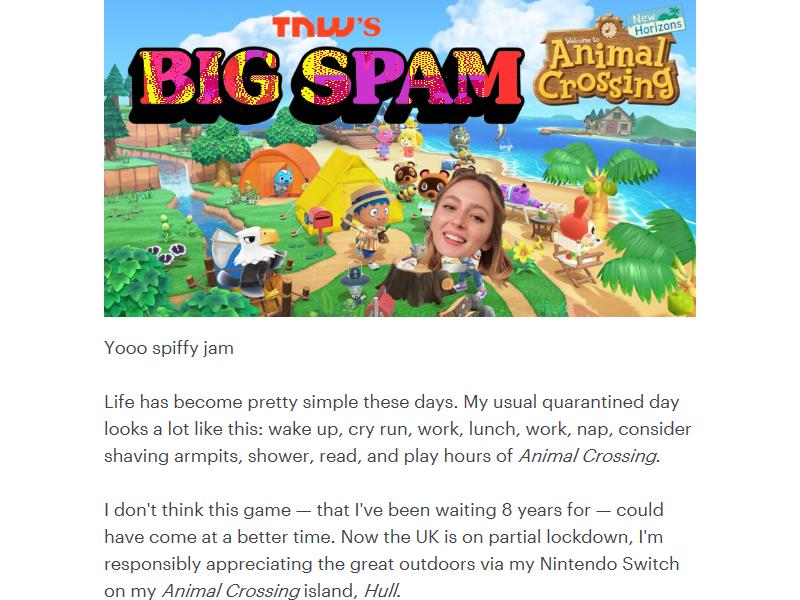 TNW'S
BIG SPAM
New
Horizons
Welcome to
Animal
Crossing
Yooo spiffy jam
Life has become pretty simple these days. My usual quarantined day
looks a lot like this: wake up, cry run, work, lunch, work, nap, consider
shaving armpits, shower, read, and play hours of Animal Crossing.
I don't think this game — that I've been waiting 8 years for — could
have come at a better time. Now the UK is on partial lockdown, I'm
responsibly appreciating the great outdoors via my Nintendo Switch
on my Animal Crossing island, Hull.